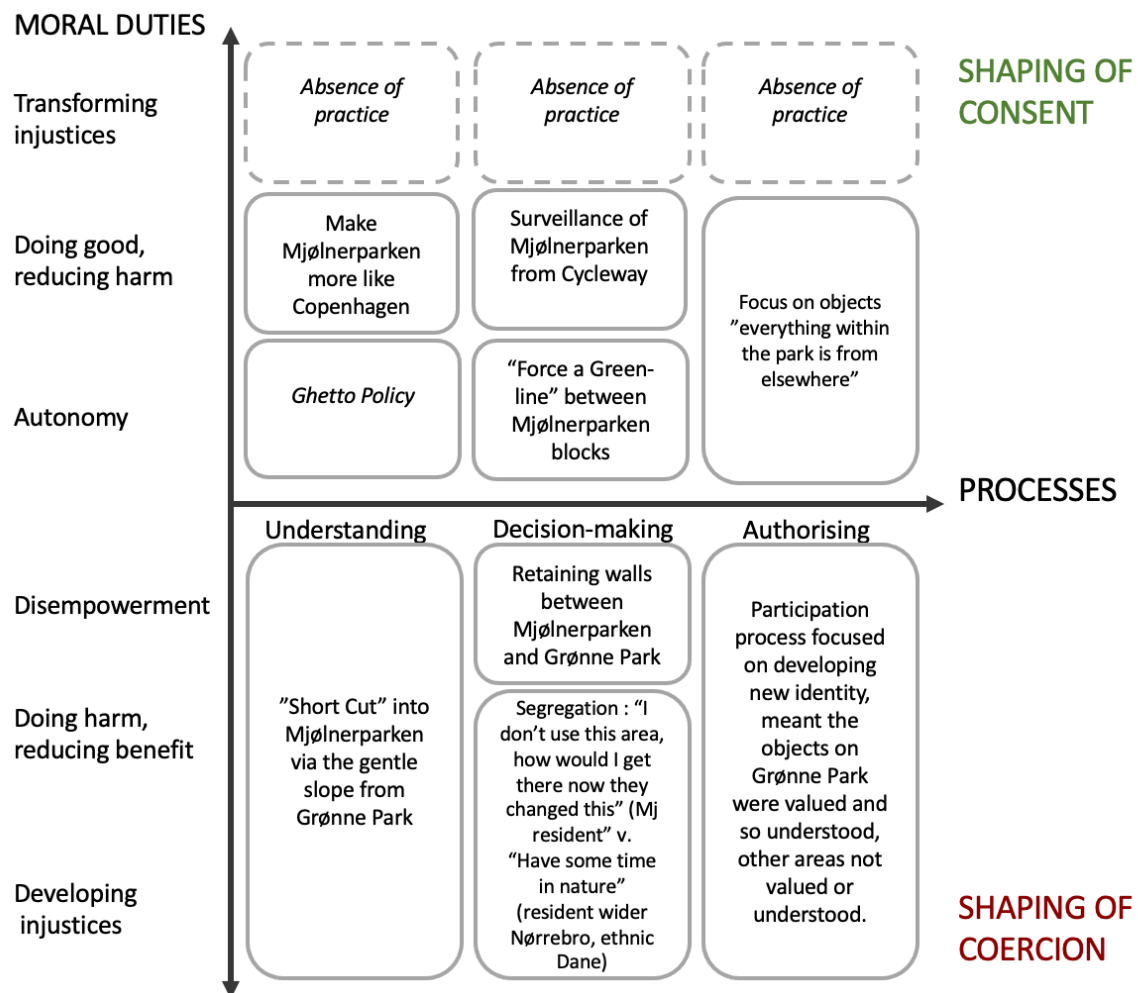 MORAL DUTIES
SHAPING OF
CONSENT
Transforming
injustices
Absence of
practice
Absence of
practice
Absence of
practice
Doing good,
reducing harm
Make
Mjølnerparken
more like
Copenhagen
Surveillance of
Mjølnerparken
from Cycleway
Focus on objects
”everything within
the park is from
elsewhere”
Autonomy
Ghetto Policy
“Force a Green-
line” between
Mjølnerparken
blocks
PROCESSES
Understanding
Decision-making
Authorising
Disempowerment
Doing harm,
reducing benefit
Developing
injustices
”Short Cut” into
Mjølnerparken
via the gentle
slope from
Grønne Park
Retaining walls
between
Mjølnerparken
and Grønne Park
Segregation : “I
don’t use this area,
how would I get
there now they
changed this” (Mj
resident” v.
“Have some time
in nature”
(resident wider
Nørrebro, ethnic
Dane)
Participation
process focused
on developing
new identity,
meant the
objects on
Grønne Park
were valued and
so understood,
other areas not
valued or
understood.
SHAPING OF
COERCION